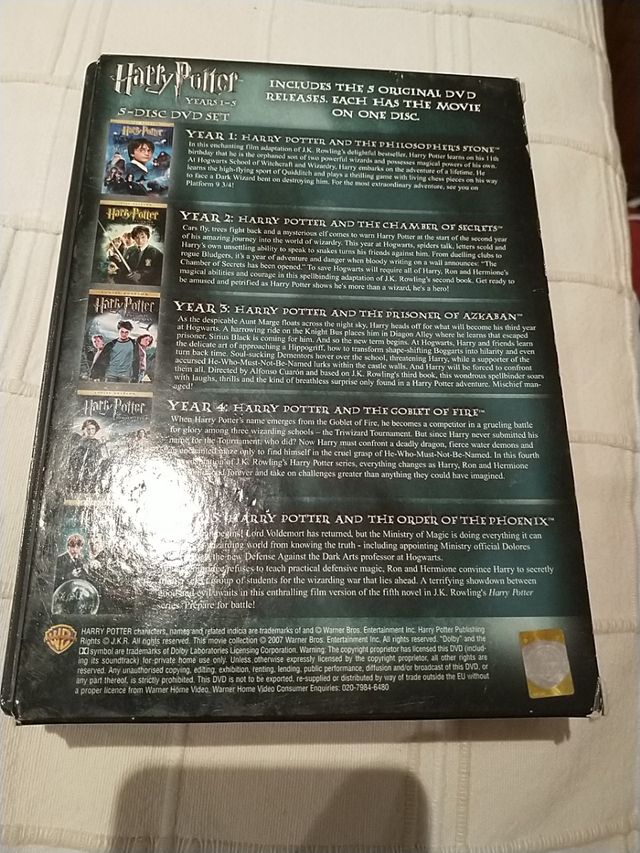 Harry Potter
YEARS 1-5
5-DISC DVD SET
INCLUDES THE 5 ORIGINAL DVD
RELEASES. EACH HAS THE MOVIE
ON ONE DISC.
Harry Potter
YEAR 1: HARRY POTTER AND THE PHILOSOPHER'S STONE™
In this enchanting film adaptation of J.K. Rowling's delightful bestseller, Harry Potter learns on his 11th
birthday that he is the orphaned son of two powerful wizards and possesses magical powers of his own.
At Hogwarts School of Witchcraft and Wizardry, Harry embarks on the adventure of a lifetime. He
learns the high-flying sport of Quidditch and plays a thrilling game with living chess pieces on his way
to face a Dark Wizard bent on destroying him. For the most extraordinary adventure, see you on
Platform 9 3/4!
Harry Potter
YEAR 2: HARRY POTTER AND THE CHAMBER OF SECRETS™
Cars fly, trees fight back and a mysterious elf comes to warn Harry Potter at the start of the second year
of his amazing journey into the world of wizardry. This year at Hogwarts, spiders talk, letters scold and
Harry's own unsettling ability to speak to snakes turns his friends against him. From duelling clubs to
rogue Bludgers, it's a year of adventure and danger when bloody writing on a wall announces: "The
Chamber of Secrets has been opened." To save Hogwarts will require all of Harry, Ron and Hermione's
magical abilities and courage in this spellbinding adaptation of J.K. Rowling's second book. Get ready to
be amused and petrified as Harry Potter shows he's more than a wizard, he's a hero!
Harry Potter
YEAR 3: HARRY POTTER AND THE PRISONER OF AZKABAN™
As the despicable Aunt Marge floats across the night sky, Harry heads off for what will become his third year
at Hogwarts. A harrowing ride on the Knight Bus places him in Diagon Alley where he learns that escaped
prisoner, Sirius Black is coming for him. And so the new term begins. At Hogwarts, Harry and friends learn
the delicate art of approaching a Hippogriff, how to transform shape-shifting Boggarts into hilarity and even
turn back time. Soul-sucking Dementors hover over the school, threatening Harry, while a supporter of the
accursed He-Who-Must-Not-Be-Named lurks within the castle walls. And Harry will be forced to confront
them all. Directed by Alfonso Cuarón and based on J.K. Rowling's third book, this wondrous spellbinder soars
with laughs, thrills and the kind of breathless surprise only found in a Harry Potter adventure. Mischief man-
aged!
Harry Potter
YEAR 4: HARRY POTTER AND THE GOBLET OF FIRE™
When Harry Potter's name emerges from the Goblet of Fire, he becomes a competitor in a grueling battle
for glory among three wizarding schools – the Triwizard Tournament. But since Harry never submitted his
name for the Tournament, who did? Now Harry must confront a deadly dragon, fierce water demons and
enchanted maze only to find himself in the cruel grasp of He-Who-Must-Not-Be-Named. In this fourth
of J.K. Rowling's Harry Potter series, everything changes as Harry, Ron and Hermione
forever and take on challenges greater than anything they could have imagined.
5: HARRY POTTER AND THE ORDER OF THE PHOENIX™
Lord Voldemort has returned, but the Ministry of Magic is doing everything it can
wizarding world from knowing the truth - including appointing Ministry official Dolores
the new Defense Against the Dark Arts professor at Hogwarts.
refuses to teach practical defensive magic, Ron and Hermione convince Harry to secretly
group of students for the wizarding war that lies ahead. A terrifying showdown between
good and evil awaits in this enthralling film version of the fifth novel in J.K. Rowling's Harry Potter
series. Prepare for battle!
WB
HARRY POTTER characters, names and related indicia are trademarks of and © Warner Bros. Entertainment Inc. Harry Potter Publishing
Rights © J.K.R. All rights reserved. This movie collection © 2007 Warner Bros. Entertainment Inc. All rights reserved. "Dolby" and the
symbol are trademarks of Dolby Laboratories Licensing Corporation. Warning: The copyright proprietor has licensed this DVD (includ-
ing its soundtrack) for private home use only. Unless otherwise expressly licensed by the copyright proprietor, all other rights are
reserved. Any unauthorised copying, editing, exhibition, renting, lending, public performance, diffusion and/or broadcast of this DVD, or
any part thereof, is strictly prohibited. This DVD is not to be exported, re-supplied or distributed by way of trade outside the EU without
a proper licence from Warner Home Video. Warner Home Video Consumer Enquiries: 020-7984-6480